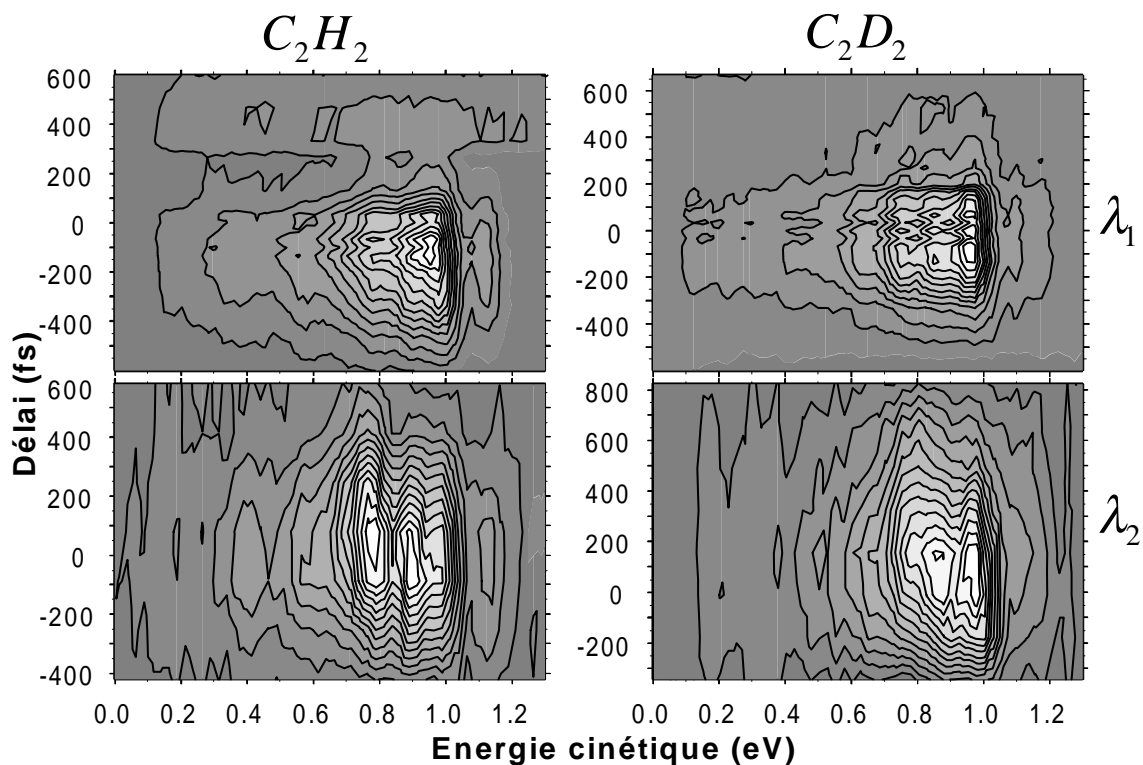 C₂H₂ C₂D₂
600 600
400 400
200 200
0 0
-200 -200
-400 -400
λ₁
Délai (fs)
600 800
400 600
200 400
0 200
-200 0
-400 -200
λ₂
0.0 0.2 0.4 0.6 0.8 1.0 1.2 0.0 0.2 0.4 0.6 0.8 1.0 1.2
Energie cinétique (eV)